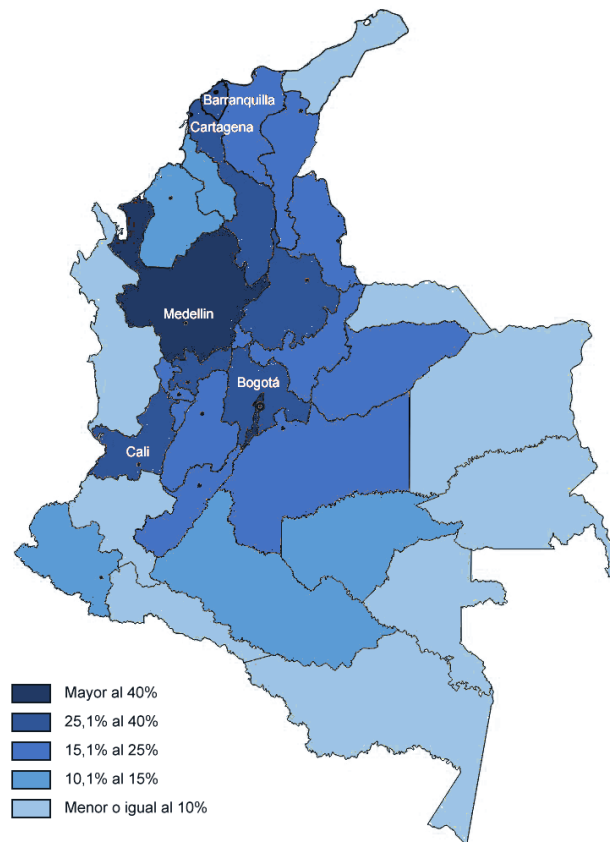 Barranquilla
Cartagena
Medellin
Bogotá
Cali
Mayor al 40%
25,1% al 40%
15,1% al 25%
10,1% al 15%
Menor o igual al 10%